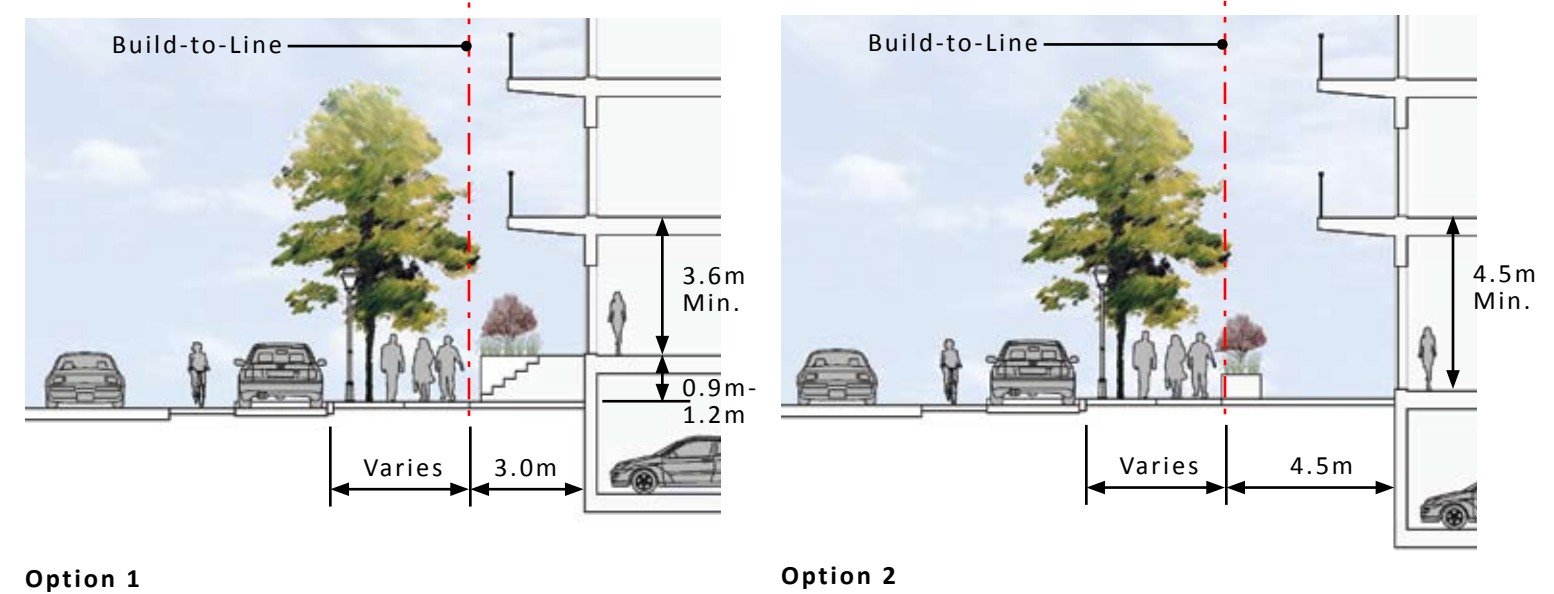 Build-to-Line
3.6m
Min.
0.9m-
1.2m
Varies
3.0m
Option 1
Build-to-Line
4.5m
Min.
Varies
4.5m
Option 2